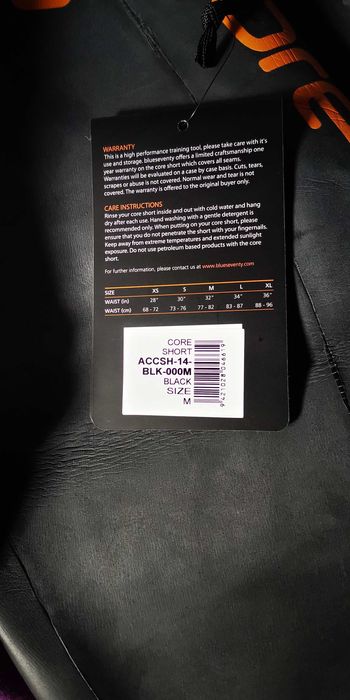 ore
WARRANTY
This is a high performance training tool, please take care with it's
use and storage. blueseventy offers a limited craftsmanship one
year warranty on the core short which covers all seams.
Warranties will be evaluated on a case by case basis. Cuts, tears,
scrapes or abuse is not covered. Normal wear and tear is not
covered. The warranty is offered to the original buyer only.
CARE INSTRUCTIONS
Rinse your core short inside and out with cold water and hang
dry after each use. Hand washing with a gentle detergent is
recommended only. When putting on your core short, please
ensure that you do not penetrate the short with your fingernails.
Keep away from extreme temperatures and extended sunlight
exposure. Do not use petroleum based products with the core
short.
For further information, please contact us at www.blueseventy.com
SIZE XS S M L XL
WAIST (in) 28" 30" 32" 34" 36"
WAIST (cm) 68 - 72 73 - 76 77 - 82 83 - 87 88 - 96
CORE
SHORT
ACCSH-14-
BLK-000M
BLACK
SIZE
M
9 421028 046619